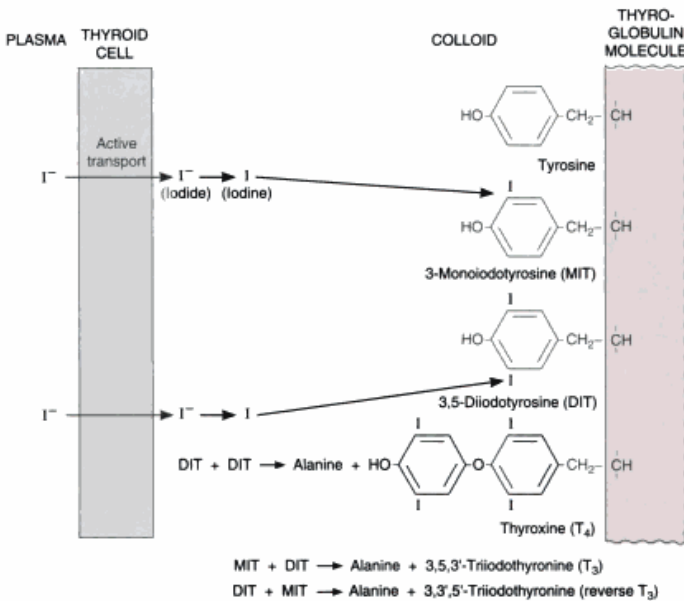 PLASMA
THYROID
CELL
COLLOID
THYRO-
GLOBULIN
MOLECULE
HO
CH₂–
CH
Tyrosine
Active
transport
I⁻
I⁻
I
(Iodide)
(Iodine)
I
HO
CH₂–
CH
3-Monoiodotyrosine (MIT)
I
HO
CH₂–
CH
I
3,5-Diiodotyrosine (DIT)
I⁻
I⁻
I
I
I
DIT + DIT → Alanine + HO
O
CH₂–
CH
I
I
Thyroxine (T₄)
MIT + DIT → Alanine + 3,5,3'-Triiodothyronine (T₃)
DIT + MIT → Alanine + 3,3',5'-Triiodothyronine (reverse T₃)